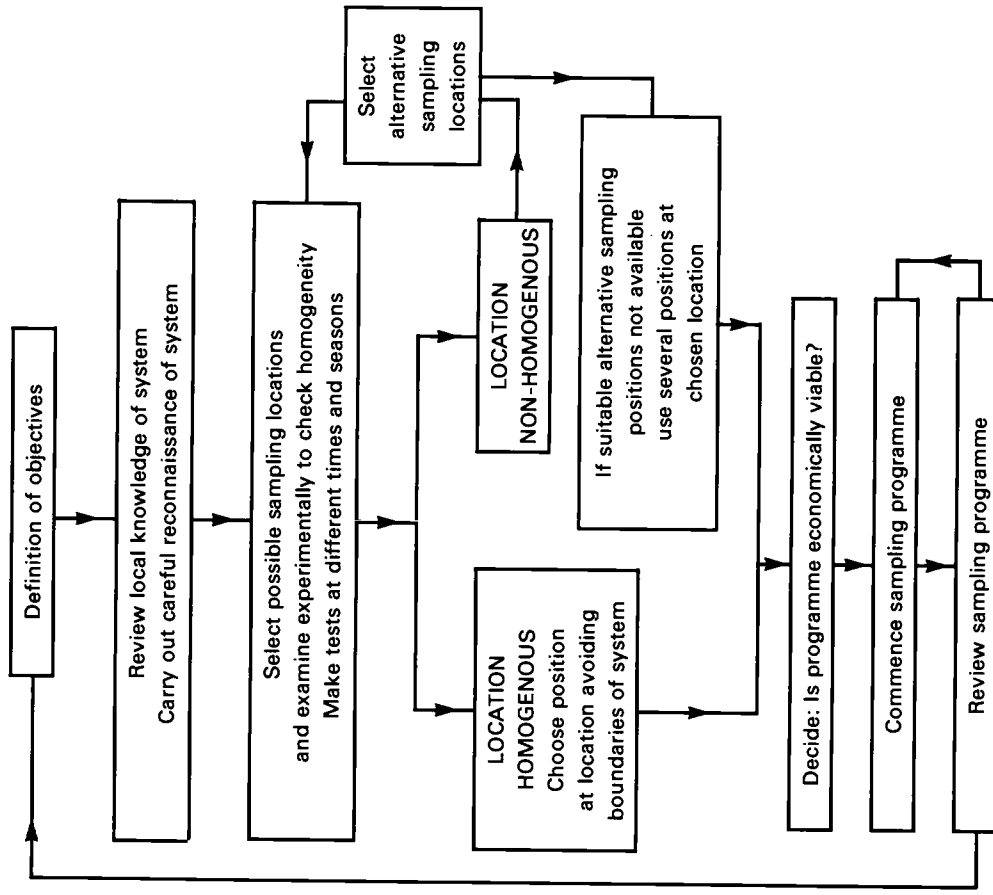 Definition of objectives
Review local knowledge of system
Carry out careful reconnaissance of system
Select possible sampling locations
and examine experimentally to check homogeneity
Make tests at different times and seasons
Select
alternative
sampling
locations
LOCATION
HOMOGENOUS
Choose position
at location avoiding
boundaries of system
LOCATION
NON-HOMOGENOUS
If suitable alternative sampling
positions not available
use several positions at
chosen location
Decide: Is programme economically viable?
Commence sampling programme
Review sampling programme